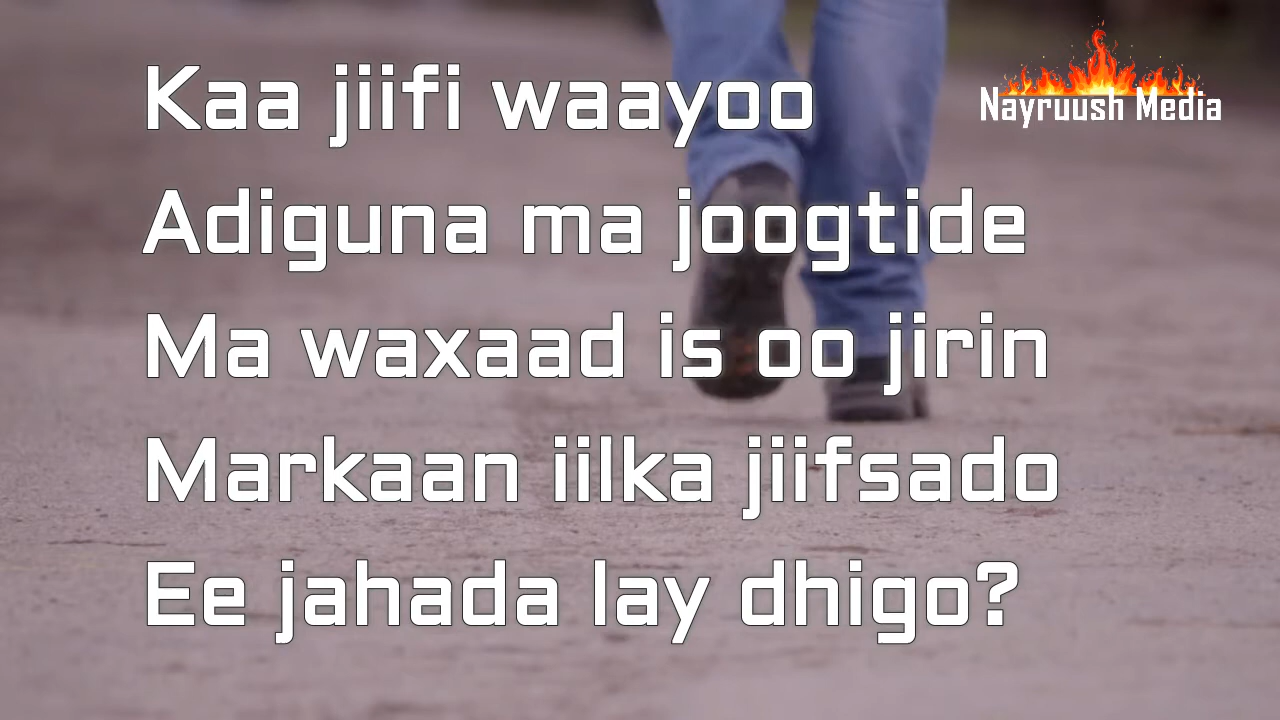 Nayruush Media
Kaa jiifi waayoo
Adiguna ma joogtide
Ma waxaad is oo jirin
Markaan iilka jiifsado
Ee jahada lay dhigo?